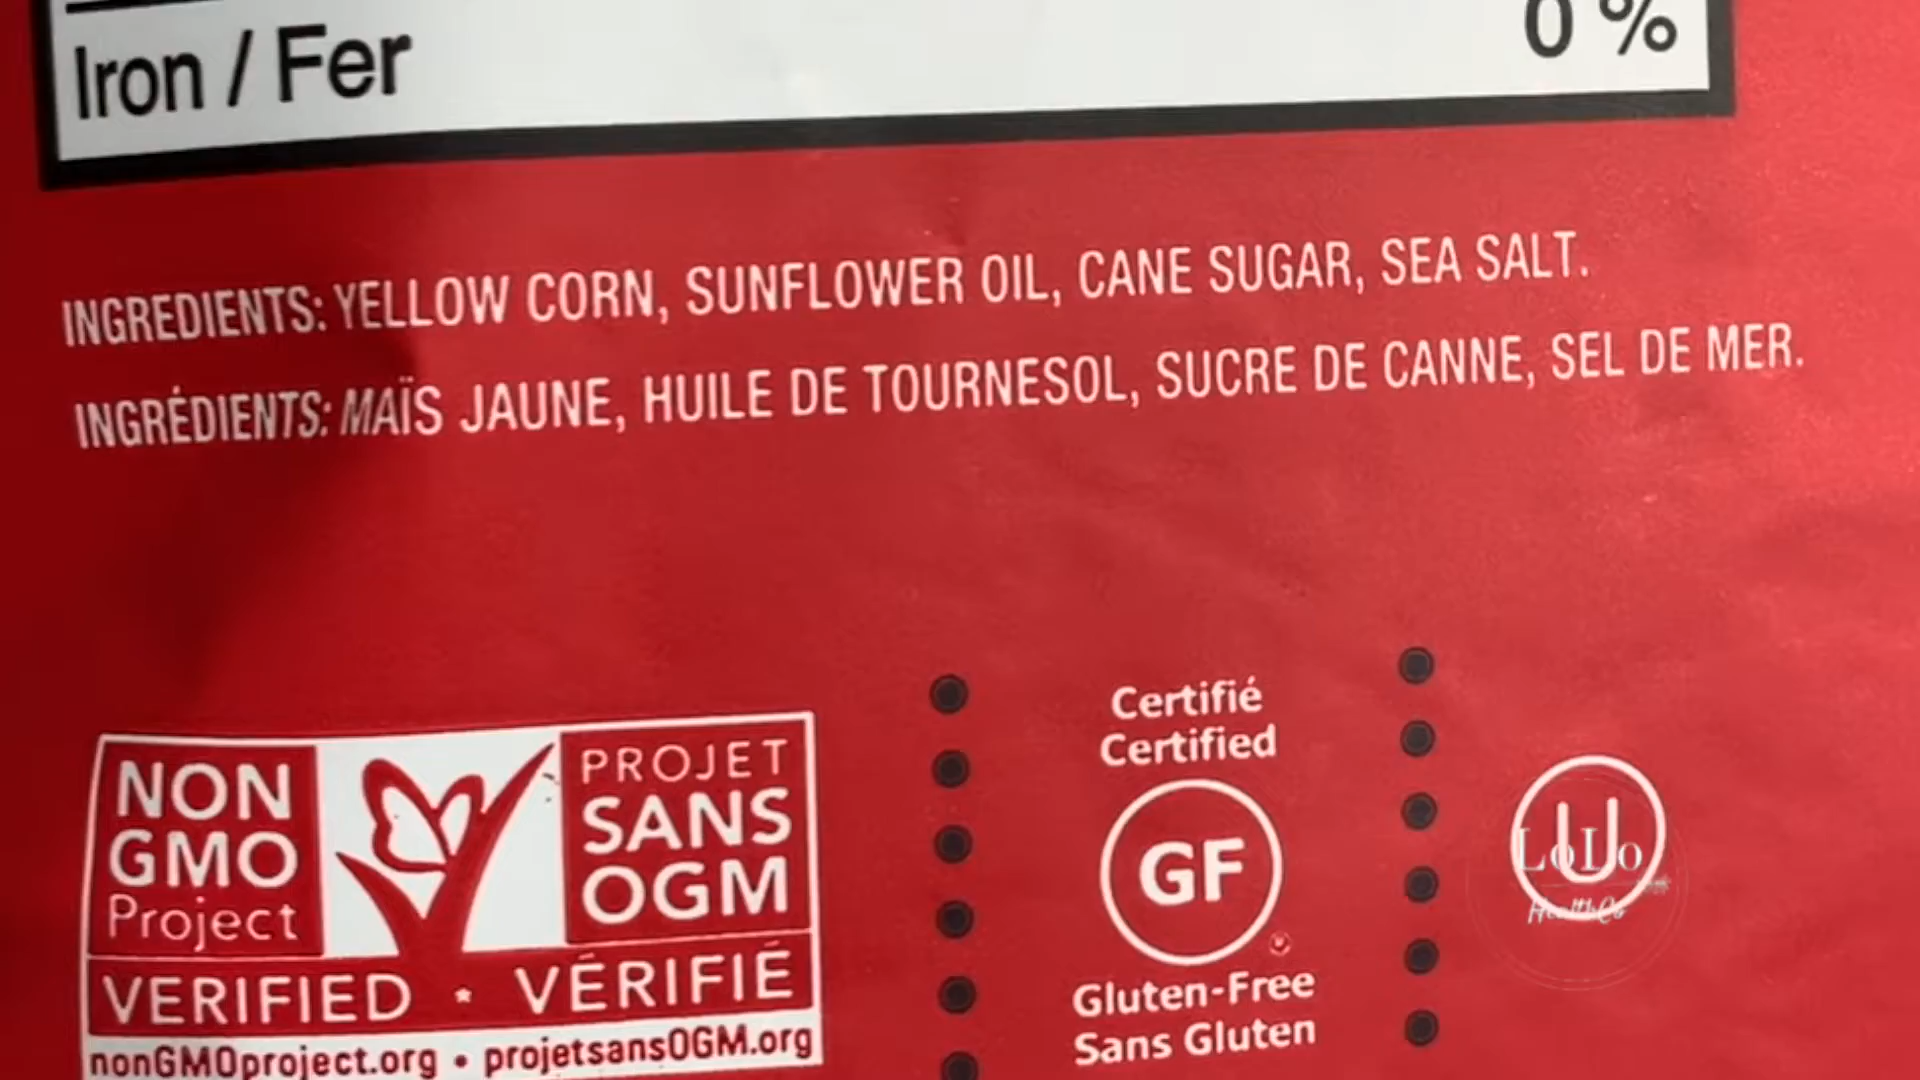 Iron / Fer 0 %
INGREDIENTS: YELLOW CORN, SUNFLOWER OIL, CANE SUGAR, SEA SALT.
INGRÉDIENTS: MAÏS JAUNE, HUILE DE TOURNESOL, SUCRE DE CANNE, SEL DE MER.
NON
GMO
Project
PROJET
SANS
OGM
VERIFIED * VÉRIFIÉ
nonGMOproject.org • projetsansOGM.org
Certifié
Certified
GF
Gluten-Free
Sans Gluten
U
LoLo
HealthCo